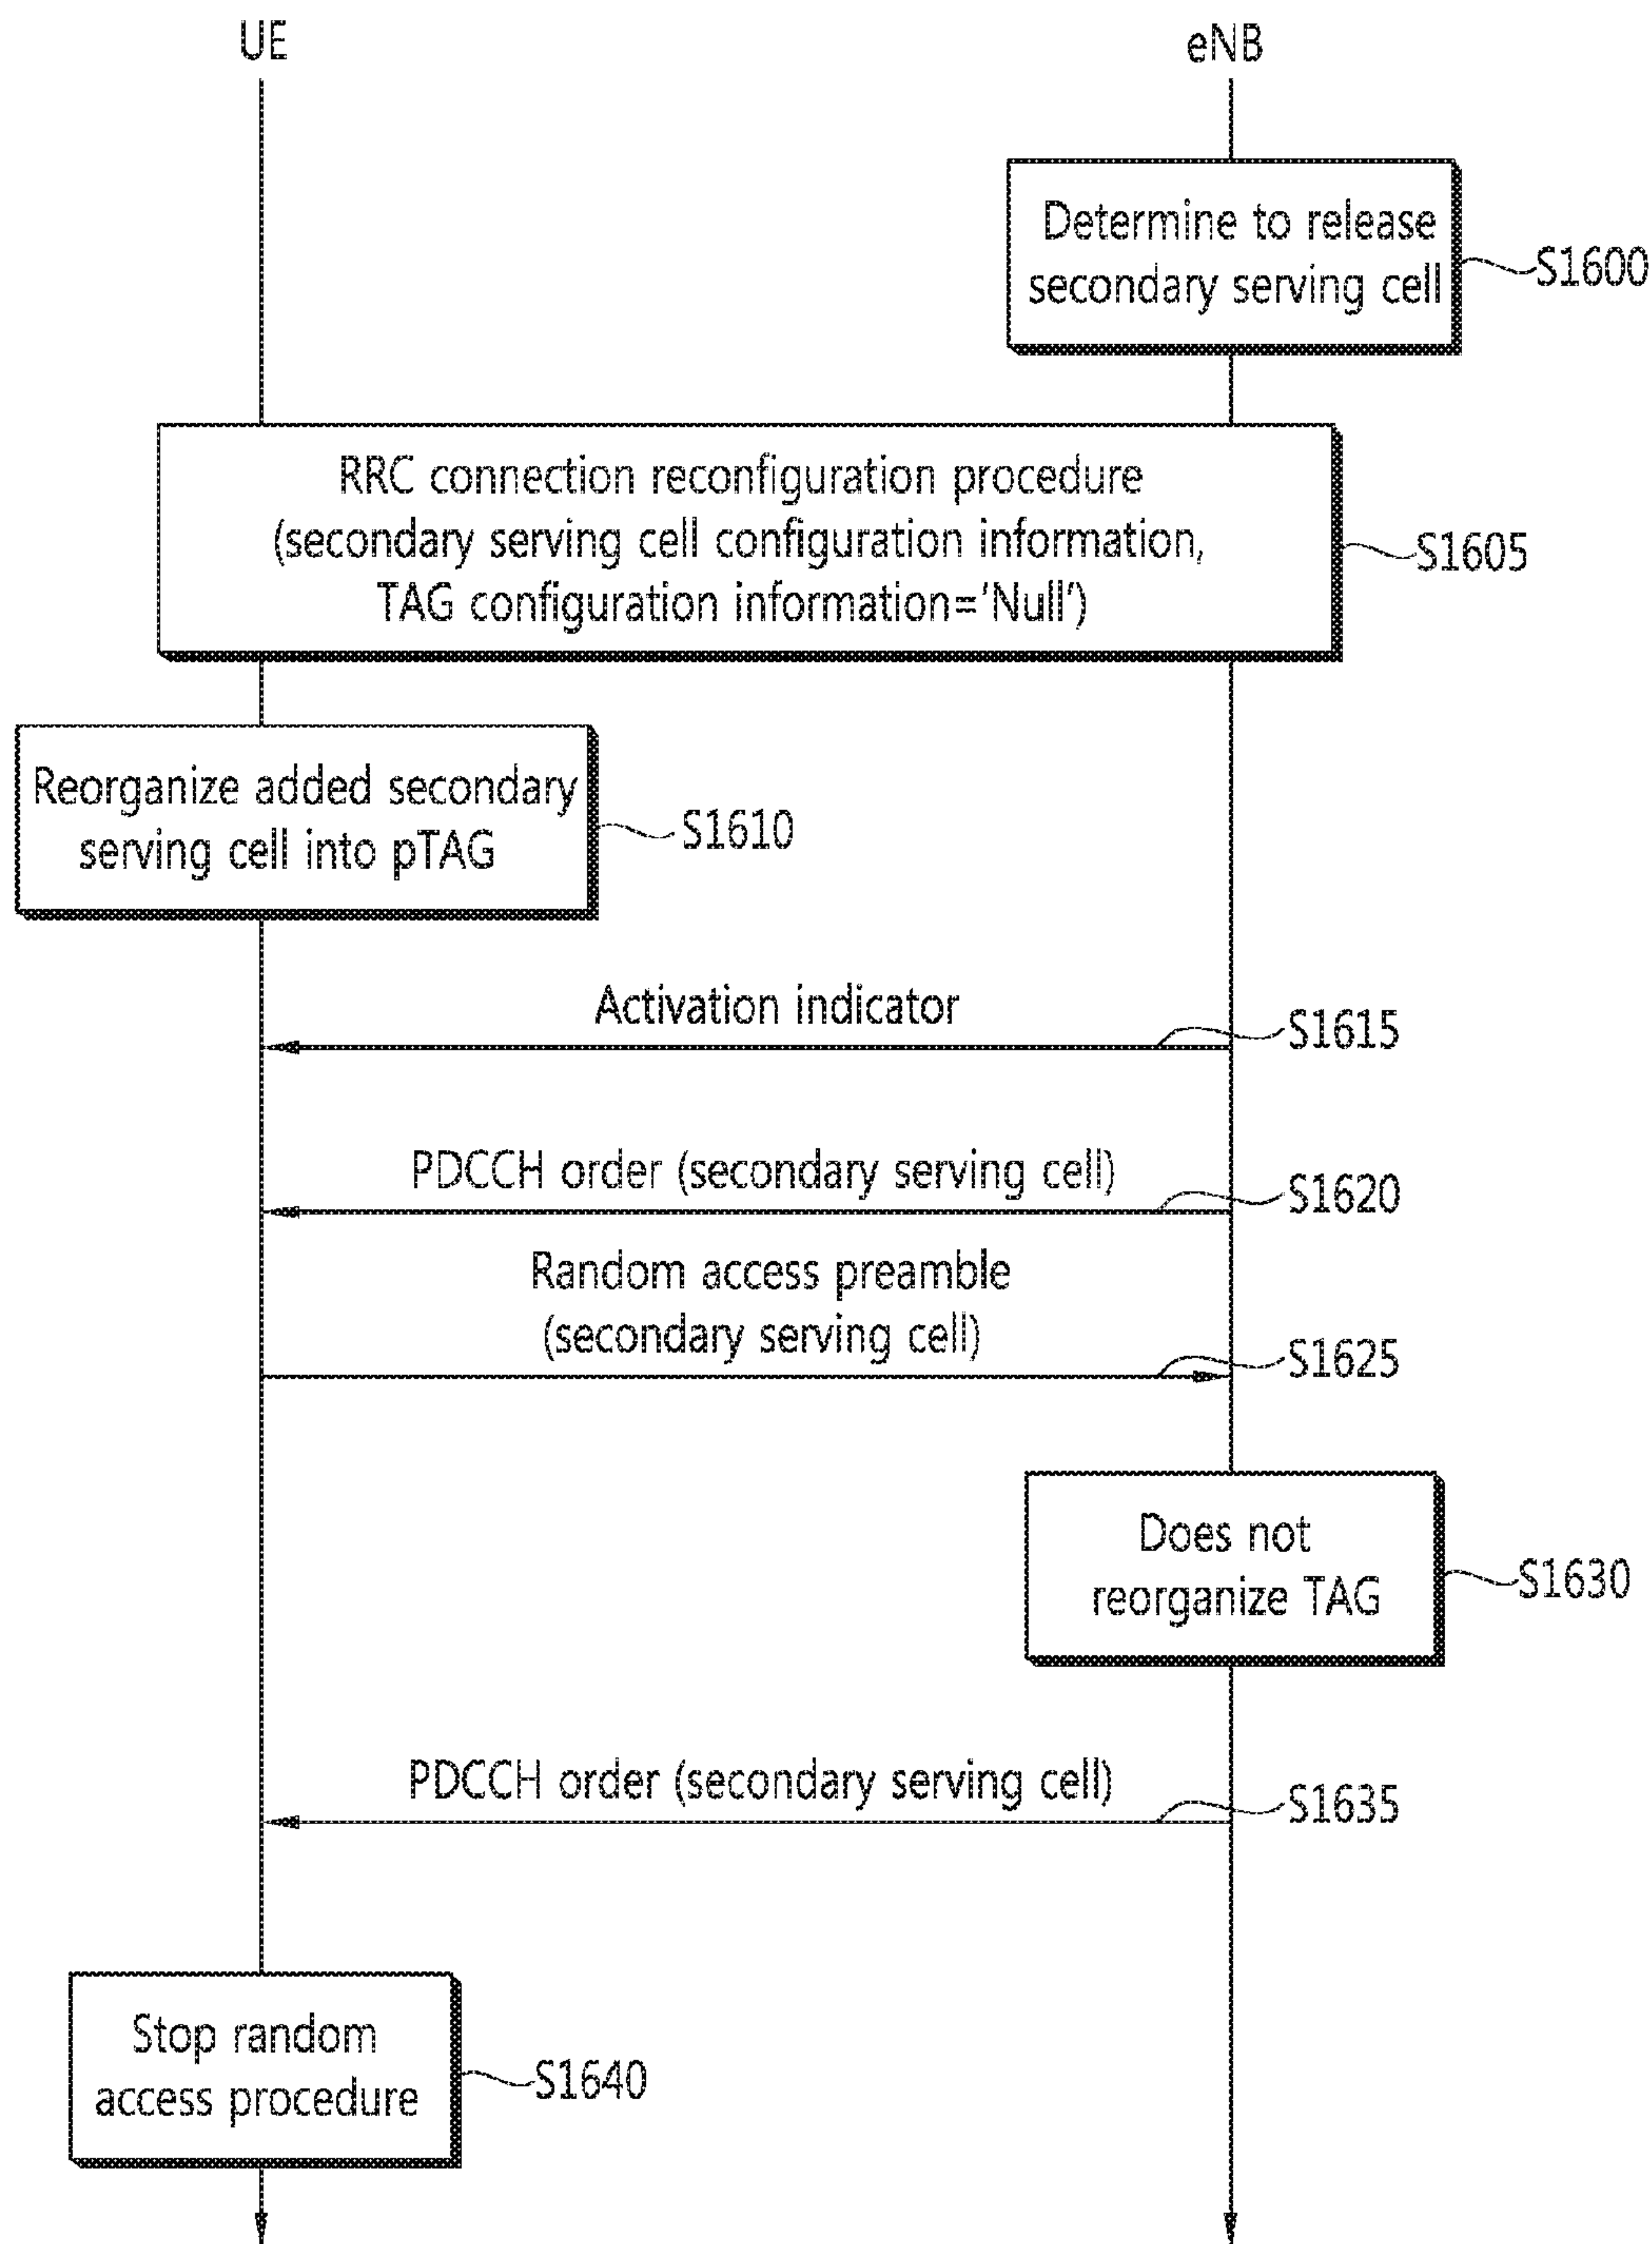 UE
eNB
Determine to release
secondary serving cell
S1600
RRC connection reconfiguration procedure
(secondary serving cell configuration information,
TAG configuration information='Null')
S1605
Reorganize added secondary
serving cell into pTAG
S1610
Activation indicator
S1615
PDCCH order (secondary serving cell)
S1620
Random access preamble
(secondary serving cell)
S1625
Does not
reorganize TAG
S1630
PDCCH order (secondary serving cell)
S1635
Stop random
access procedure
S1640